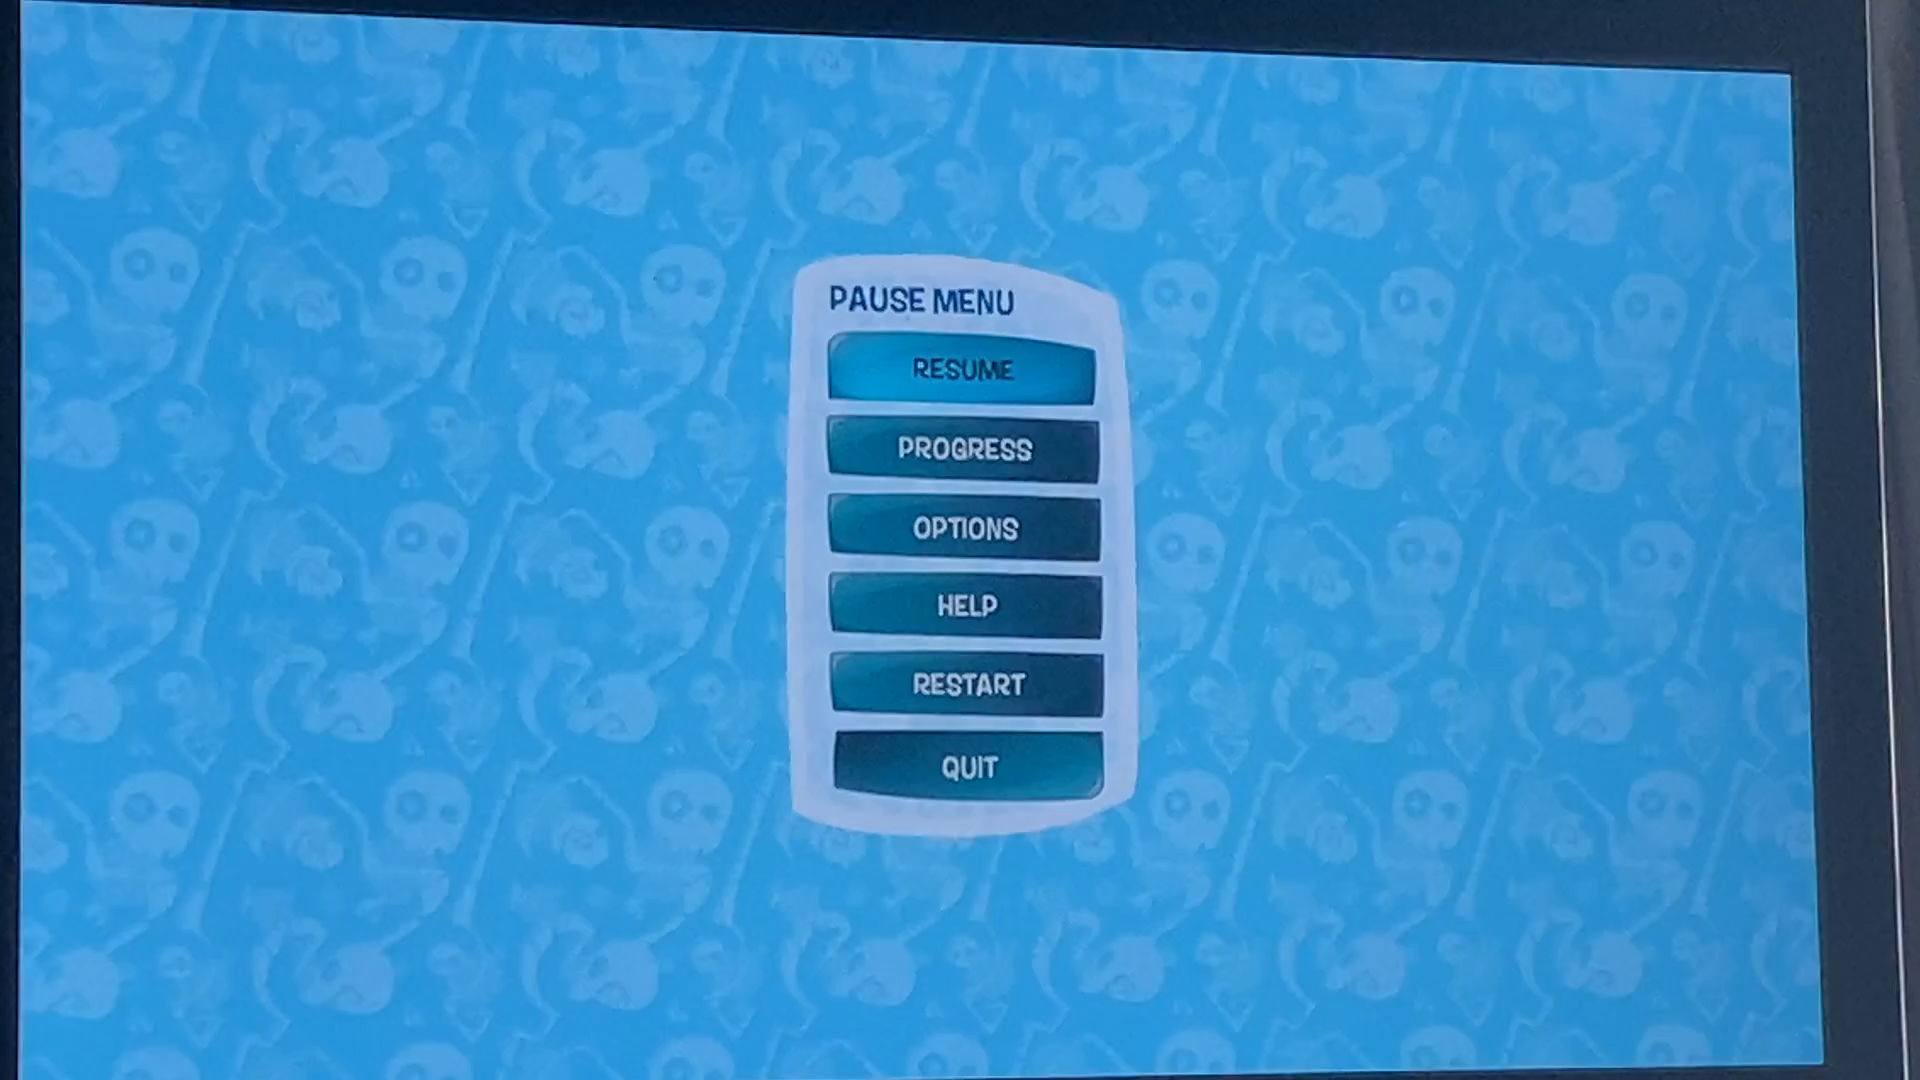 PAUSE MENU
RESUME
PROGRESS
OPTIONS
HELP
RESTART
QUIT